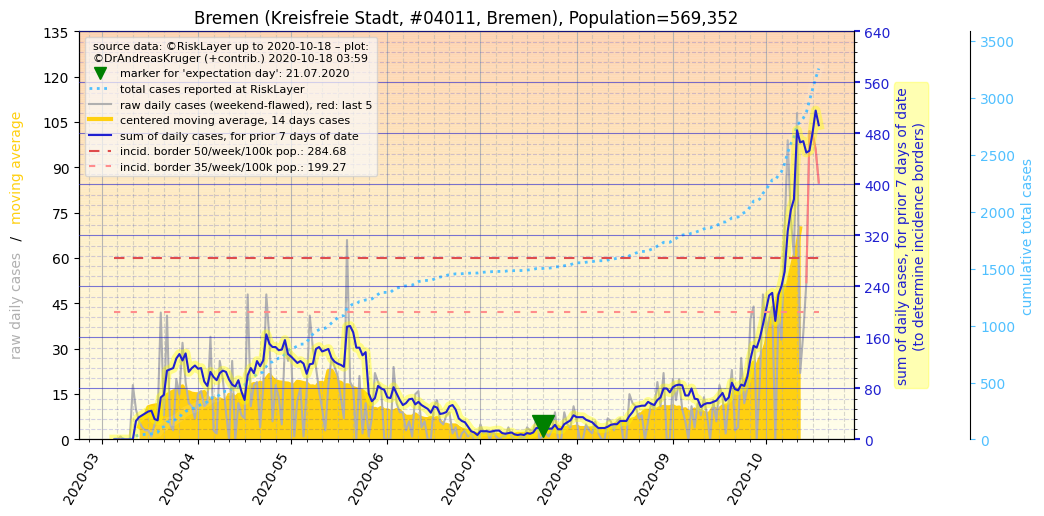 Bremen (Kreisfreie Stadt, #04011, Bremen), Population=569,352
source data: ©RiskLayer up to 2020-10-18 – plot:
©DrAndreasKruger (+contrib.) 2020-10-18 03:59
marker for 'expectation day': 21.07.2020
total cases reported at RiskLayer
raw daily cases (weekend-flawed), red: last 5
centered moving average, 14 days cases
sum of daily cases, for prior 7 days of date
incid. border 50/week/100k pop.: 284.68
incid. border 35/week/100k pop.: 199.27
raw daily cases / moving average
135
120
105
90
75
60
45
30
15
0
640
560
480
400
320
240
160
80
0
sum of daily cases, for prior 7 days of date
(to determine incidence borders)
3500
3000
2500
2000
1500
1000
500
0
cumulative total cases
2020-03
2020-04
2020-05
2020-06
2020-07
2020-08
2020-09
2020-10